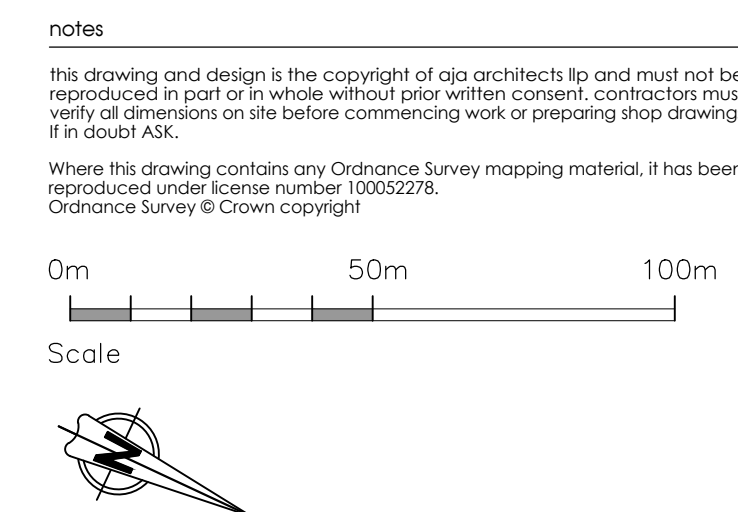 notes
this drawing and design is the copyright of aja architects llp and must not be
reproduced in part or in whole without prior written consent. contractors mus
verify all dimensions on site before commencing work or preparing shop drawing
If in doubt ASK.
Where this drawing contains any Ordnance Survey mapping material, it has been
reproduced under license number 100052278.
Ordnance Survey © Crown copyright
0m 50m 100m
Scale
N